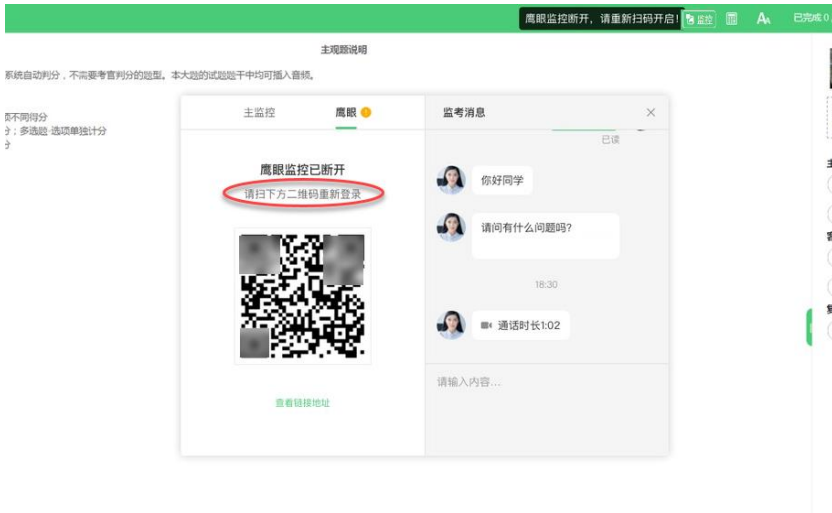 鹰眼监控断开，请重新扫码开启！
监控
AA
已完成 0
主观题说明
系统自动判分，不需要考官判分的题型。本大题的试题题干中均可插入音频。
项不同得分
分；多选题-选项单独计分
分
主监控
鹰眼
鹰眼监控已断开
请扫下方二维码重新登录
查看链接地址
监考消息
已读
你好同学
请问有什么问题吗?
18:30
通话时长1:02
请输入内容...